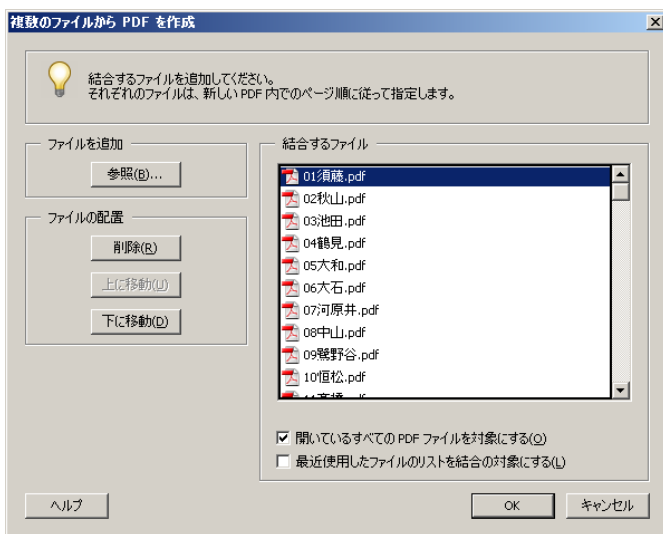 複数のファイルから PDF を作成
結合するファイルを追加してください。
それぞれのファイルは、新しい PDF 内でのページ順に従って指定します。
ファイルを追加
参照(B)...
ファイルの配置
削除(R)
上に移動(U)
下に移動(D)
結合するファイル
01須藤.pdf
02秋山.pdf
03池田.pdf
04鶴見.pdf
05大和.pdf
06大石.pdf
07河原井.pdf
08中山.pdf
09鷲野谷.pdf
10恒松.pdf
開いているすべての PDF ファイルを対象にする(O)
最近使用したファイルのリストを結合の対象にする(L)
ヘルプ
OK
キャンセル